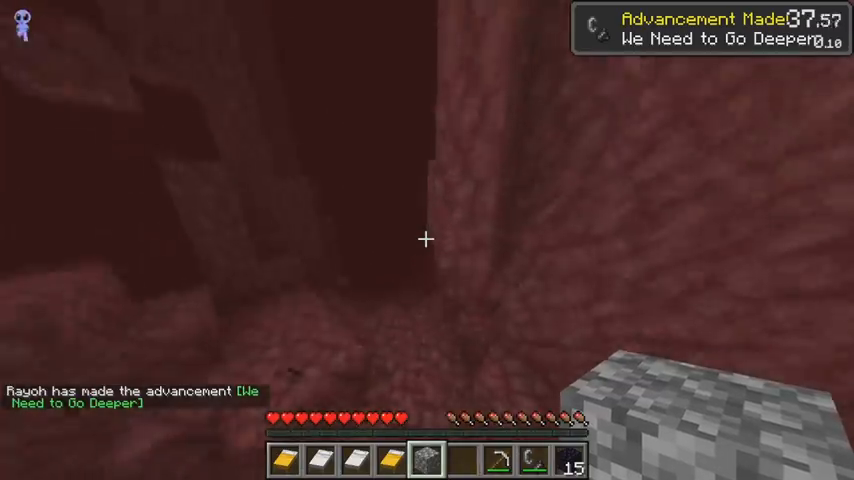 Advancement Made
37.57
We Need to Go Deeper
0.10
Rayoh has made the advancement [We
Need to Go Deeper]
15